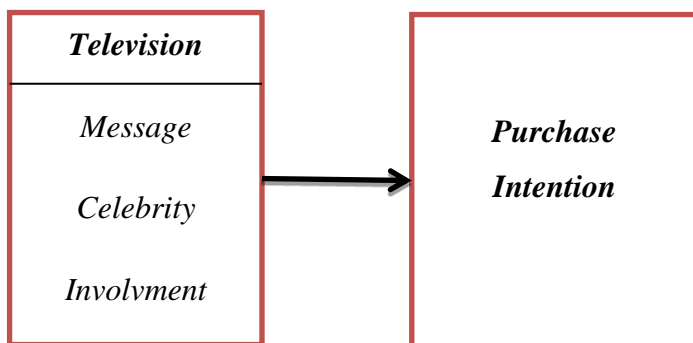 Television
Message
Celebrity
Involvment
Purchase
Intention